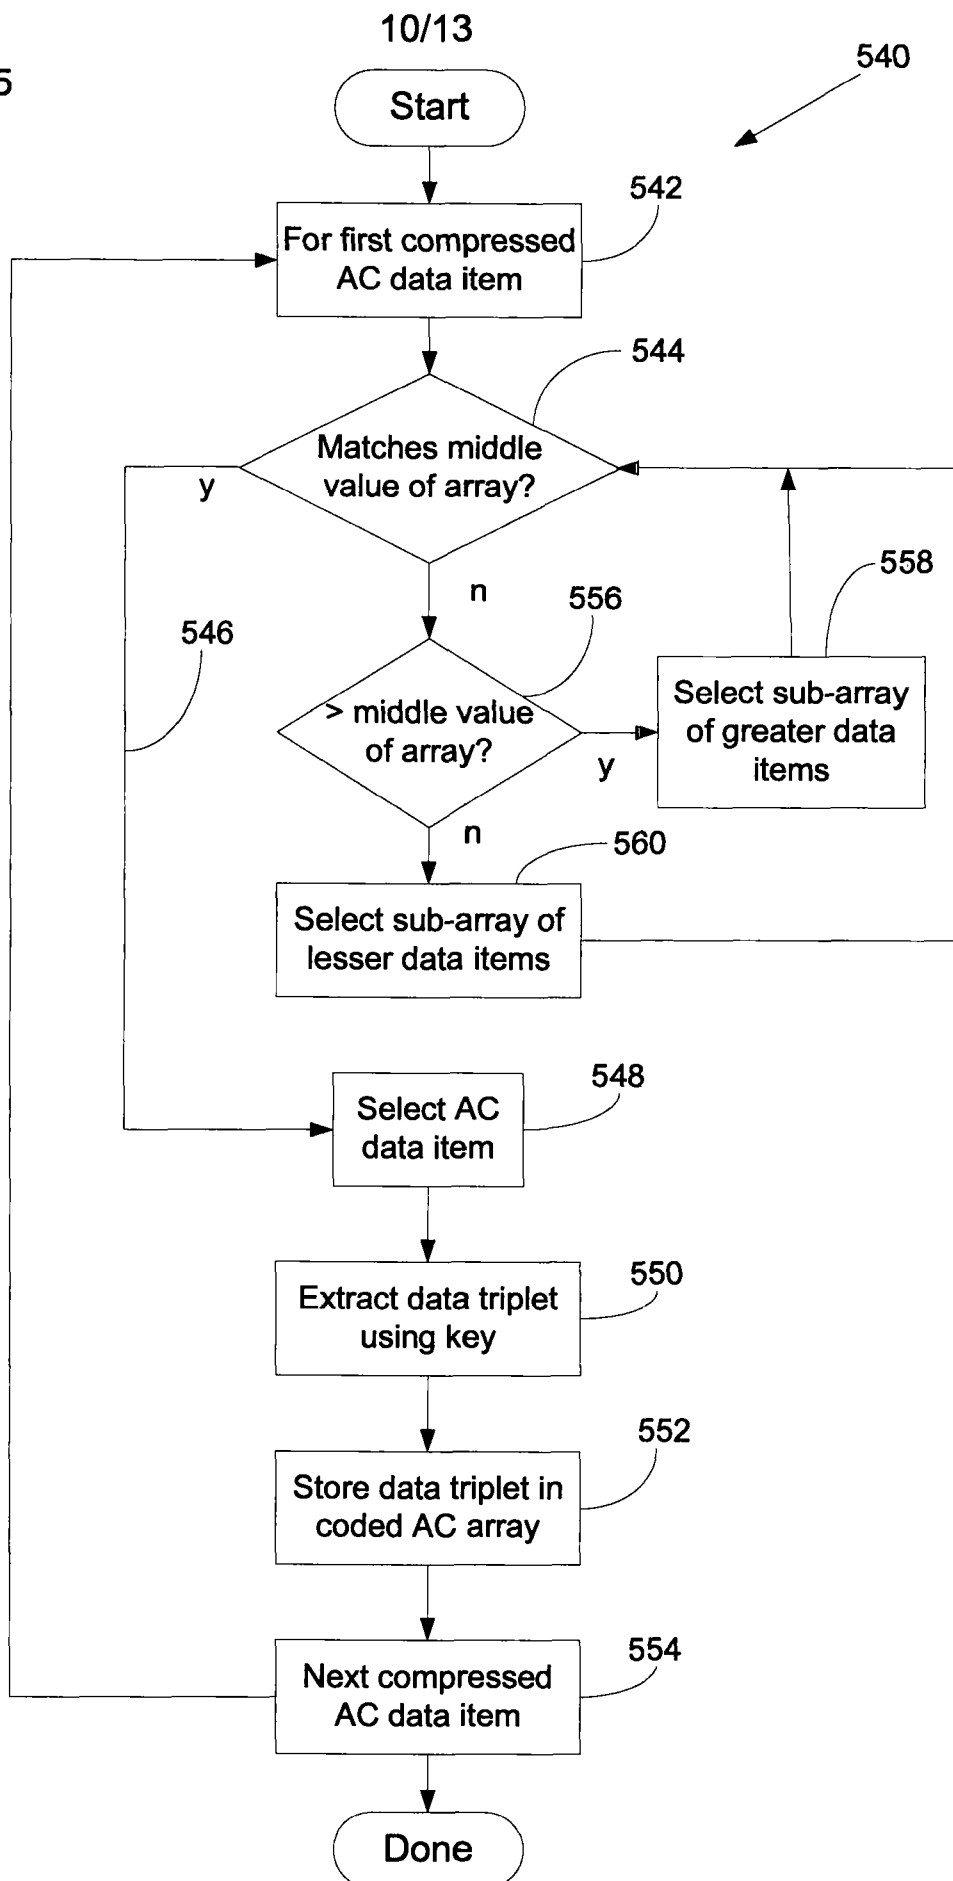 10/13
5
540
Start
542
For first compressed
AC data item
544
Matches middle
value of array?
y
n
546
556
558
> middle value
of array?
y
Select sub-array
of greater data
items
n
560
Select sub-array of
lesser data items
548
Select AC
data item
550
Extract data triplet
using key
552
Store data triplet in
coded AC array
554
Next compressed
AC data item
Done